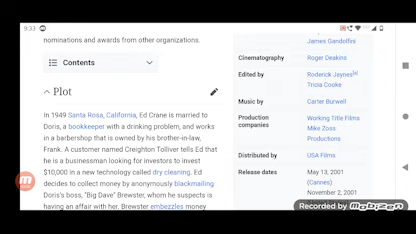 9:33
nominations and awards from other organizations.
Contents
Plot
In 1949 Santa Rosa, California, Ed Crane is married to
Doris, a bookkeeper with a drinking problem, and works
in a barbershop that is owned by his brother-in-law,
Frank. A customer named Creighton Tolliver tells Ed that
he is a businessman looking for investors to invest
$10,000 in a new technology called dry cleaning. Ed
decides to collect money by anonymously blackmailing
Doris's boss, "Big Dave" Brewster, whom he suspects is
having an affair with her. Brewster embezzles money
James Gandolfini
Cinematography Roger Deakins
Edited by Roderick Jaynes[a]
Tricia Cooke
Music by Carter Burwell
Production companies Working Title Films
Mike Zoss Productions
Distributed by USA Films
Release dates May 13, 2001
(Cannes)
November 2, 2001
Recorded by Mobizen